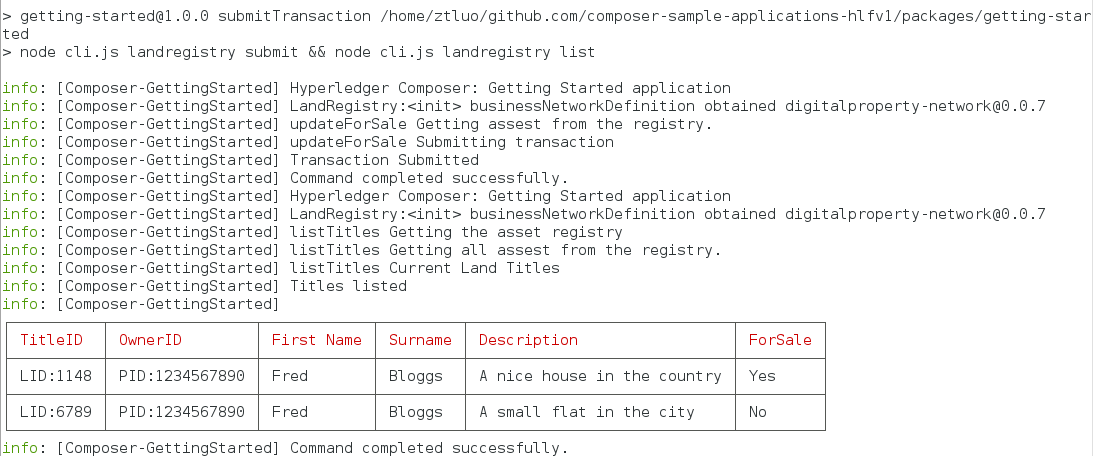 > getting-started@1.0.0 submitTransaction /home/ztluo/github.com/composer-sample-applications-hlfv1/packages/getting-star
ted
> node cli.js landregistry submit && node cli.js landregistry list
info: [Composer-GettingStarted] Hyperledger Composer: Getting Started application
info: [Composer-GettingStarted] LandRegistry:<init> businessNetworkDefinition obtained digitalproperty-network@0.0.7
info: [Composer-GettingStarted] updateForSale Getting assest from the registry.
info: [Composer-GettingStarted] updateForSale Submitting transaction
info: [Composer-GettingStarted] Transaction Submitted
info: [Composer-GettingStarted] Command completed successfully.
info: [Composer-GettingStarted] Hyperledger Composer: Getting Started application
info: [Composer-GettingStarted] LandRegistry:<init> businessNetworkDefinition obtained digitalproperty-network@0.0.7
info: [Composer-GettingStarted] listTitles Getting the asset registry
info: [Composer-GettingStarted] listTitles Getting all assest from the registry.
info: [Composer-GettingStarted] listTitles Current Land Titles
info: [Composer-GettingStarted] Titles listed
info: [Composer-GettingStarted]
TitleID OwnerID First Name Surname Description ForSale
LID:1148 PID:1234567890 Fred Bloggs A nice house in the country Yes
LID:6789 PID:1234567890 Fred Bloggs A small flat in the city No
info: [Composer-GettingStarted] Command completed successfully.